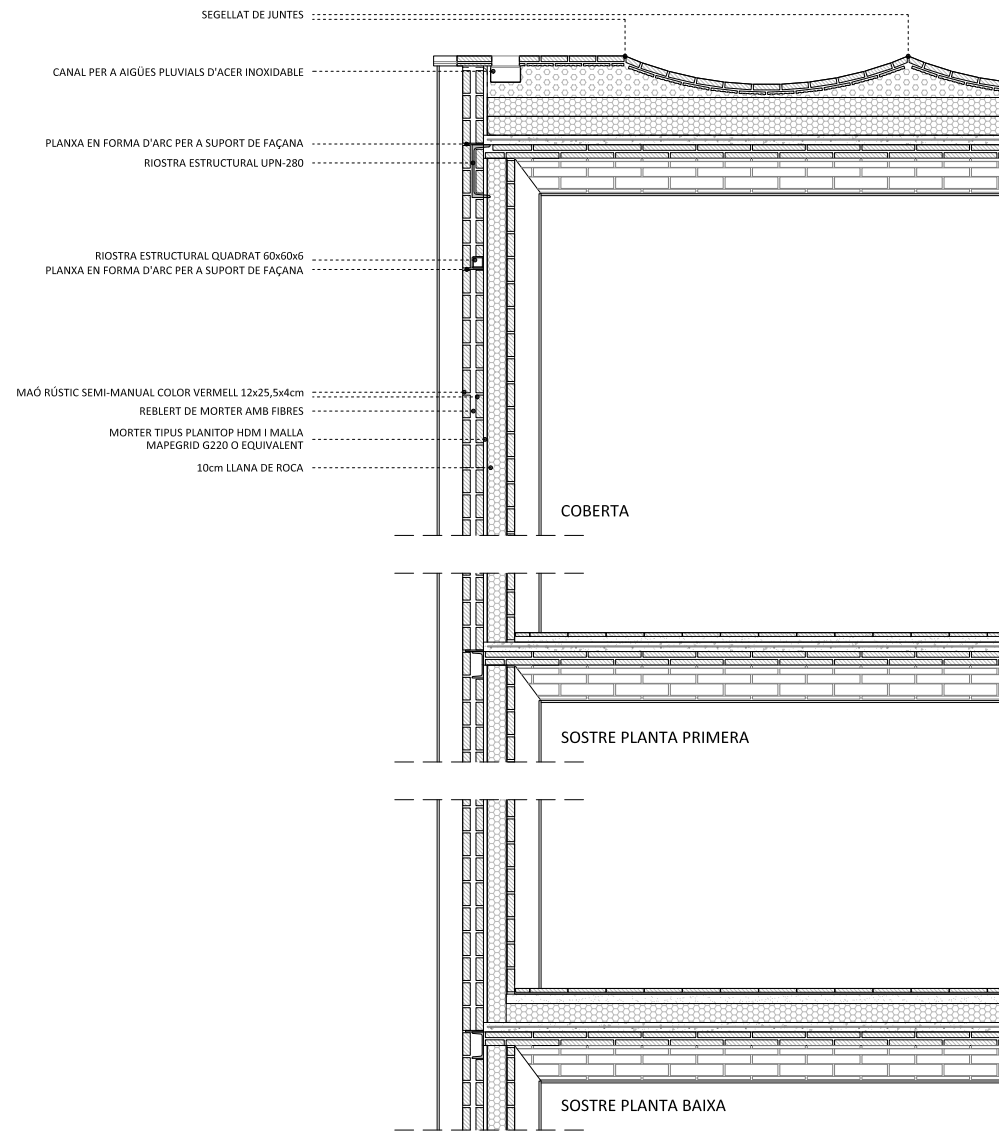 SEGELLAT DE JUNTES
CANAL PER A AIGÜES PLUVIALS D'ACER INOXIDABLE
PLANXA EN FORMA D'ARC PER A SUPORT DE FAÇANA
RIOSTRA ESTRUCTURAL UPN-280
RIOSTRA ESTRUCTURAL QUADRAT 60x60x6
PLANXA EN FORMA D'ARC PER A SUPORT DE FAÇANA
MAÓ RÚSTIC SEMI-MANUAL COLOR VERMELL 12x25,5x4cm
REBLERT DE MORTER AMB FIBRES
MORTER TIPUS PLANITOP HDM I MALLA
MAPEGRID G220 O EQUIVALENT
10cm LLANA DE ROCA
COBERTA
SOSTRE PLANTA PRIMERA
SOSTRE PLANTA BAIXA